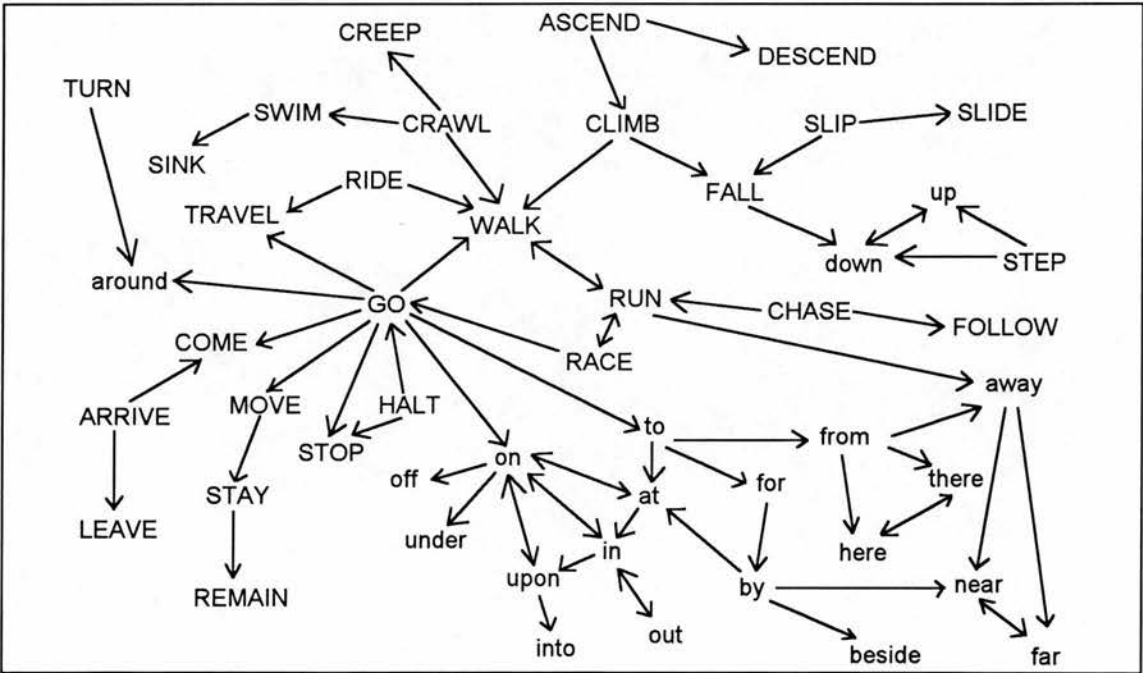 CREEP
ASCEND
DESCEND
TURN
SWIM
CRAWL
CLIMB
SLIP
SLIDE
SINK
RIDE
FALL
up
TRAVEL
WALK
down
STEP
around
GO
RUN
CHASE
FOLLOW
COME
RACE
away
ARRIVE
MOVE
HALT
STOP
to
from
on
off
for
there
STAY
at
LEAVE
under
in
here
upon
by
near
REMAIN
into
out
beside
far